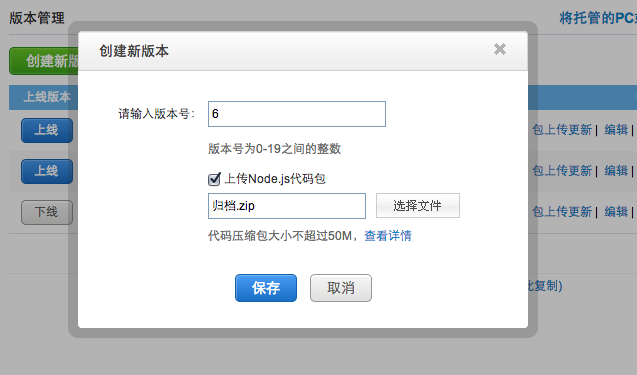 版本管理
将托管的PC
创建新版本
创建新版
上线版本
请输入版本号：
6
版本号为0-19之间的整数
上线
包上传更新 | 编辑 |
上传Node.js代码包
上线
包上传更新 | 编辑 |
归档.zip
选择文件
下线
包上传更新 | 编辑 |
代码压缩包大小不超过50M，查看详情
保存
取消
比复制)